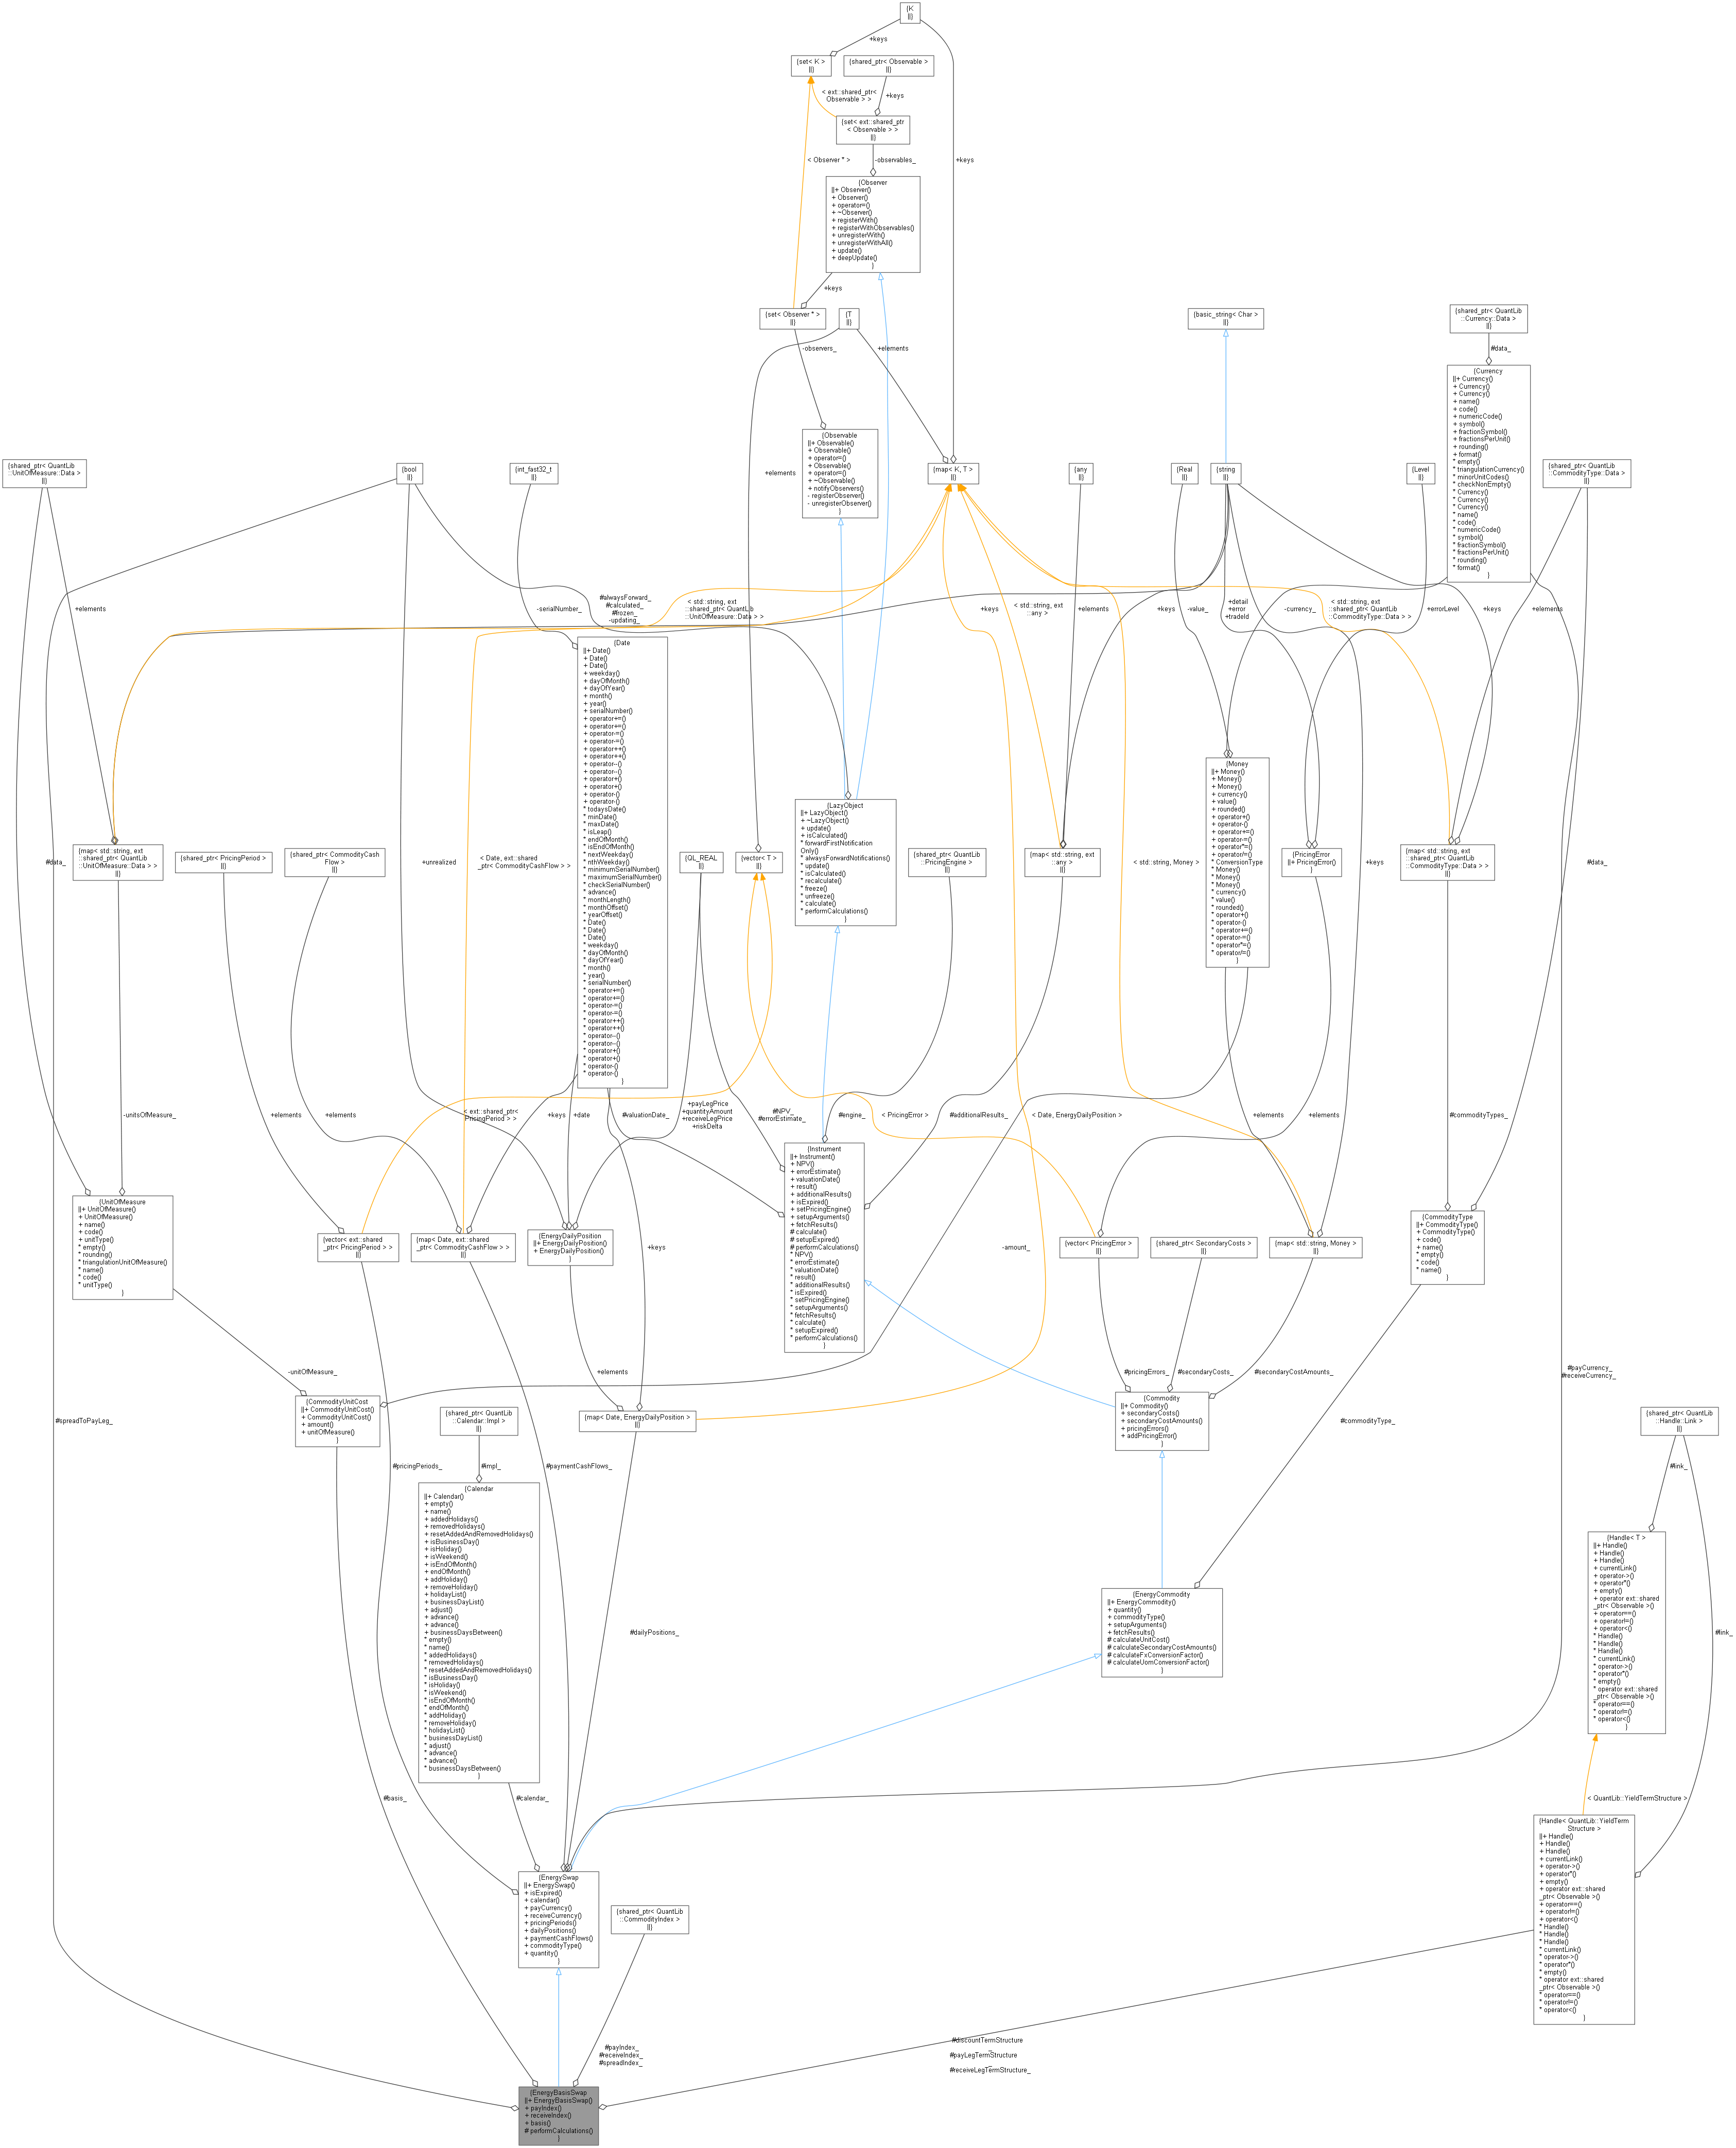 {K
||}
+keys
{set< K >
||}
{shared_ptr< Observable >
||}
< ext::shared_ptr<
Observable > >
+keys
{set< ext::shared_ptr
< Observable > >
||}
< Observer * >
-observables_
+keys
{Observer
||+ Observer()
+ Observer()
+ operator=()
+ ~Observer()
+ registerWith()
+ registerWithObservables()
+ unregisterWith()
+ unregisterWithAll()
+ update()
+ deepUpdate()
}
+keys
{set< Observer * >
||}
{T
||}
{basic_string< Char >
||}
{shared_ptr< QuantLib
::Currency::Data >
||}
-observers_
+elements
#data_
{Currency
||+ Currency()
+ Currency()
+ Currency()
+ name()
+ code()
+ numericCode()
+ symbol()
+ fractionSymbol()
+ fractionsPerUnit()
+ rounding()
+ format()
* empty()
* triangulationCurrency()
* minorUnitCodes()
* checkNonEmpty()
* Currency()
* Currency()
* Currency()
* name()
* code()
* numericCode()
* symbol()
* fractionSymbol()
* fractionsPerUnit()
* rounding()
* format()
}
{Observable
||+ Observable()
+ Observable()
+ operator=()
+ Observable()
+ operator=()
+ ~Observable()
+ notifyObservers()
- registerObserver()
- unregisterObserver()
}
{shared_ptr< QuantLib
::UnitOfMeasure::Data >
||}
{bool
||}
{int_fast32_t
||}
+elements
{map< K, T >
||}
{any
||}
{Real
||}
{string
||}
{Level
||}
{shared_ptr< QuantLib
::CommodityType::Data >
||}
+elements
-serialNumber_
#alwaysForward_
#calculated_
#frozen_
-updating_
< std::string, ext
::shared_ptr< QuantLib
::UnitOfMeasure::Data > >
+keys
< std::string, ext
::any >
+elements
+keys
-value_
+detail
+error
+tradeId
-currency_
< std::string, ext
::shared_ptr< QuantLib
::CommodityType::Data > >
+errorLevel
+keys
+elements
{Date
||+ Date()
+ Date()
+ Date()
+ weekday()
+ dayOfMonth()
+ dayOfYear()
+ month()
+ year()
+ serialNumber()
+ operator+=()
+ operator+=()
+ operator-=()
+ operator-=()
+ operator++()
+ operator++()
+ operator--()
+ operator--()
+ operator+()
+ operator+()
+ operator-()
+ operator-()
* todaysDate()
* minDate()
* maxDate()
* isLeap()
* endOfMonth()
* isEndOfMonth()
* nextWeekday()
* nthWeekday()
* minimumSerialNumber()
* maximumSerialNumber()
* checkSerialNumber()
* advance()
* monthLength()
* monthOffset()
* yearOffset()
* Date()
* Date()
* Date()
* weekday()
* dayOfMonth()
* dayOfYear()
* month()
* year()
* serialNumber()
* operator+=()
* operator+=()
* operator-=()
* operator-=()
* operator++()
* operator++()
* operator--()
* operator--()
* operator+()
* operator+()
* operator-()
* operator-()
}
{Money
||+ Money()
+ Money()
+ Money()
+ currency()
+ value()
+ rounded()
+ operator+()
+ operator-()
+ operator+=()
+ operator-=()
+ operator*=()
+ operator/=()
* ConversionType
* Money()
* Money()
* Money()
* currency()
* value()
* rounded()
* operator+()
* operator-()
* operator+=()
* operator-=()
* operator*=()
* operator/=()
}
{LazyObject
||+ LazyObject()
+ ~LazyObject()
+ update()
+ isCalculated()
* forwardFirstNotification
Only()
* alwaysForwardNotifications()
* update()
* isCalculated()
* recalculate()
* freeze()
* unfreeze()
* calculate()
* performCalculations()
}
#data_
{map< std::string, ext
::shared_ptr< QuantLib
::UnitOfMeasure::Data > >
||}
{shared_ptr< PricingPeriod >
||}
{shared_ptr< CommodityCash
Flow >
||}
+unrealized
< Date, ext::shared
_ptr< CommodityCashFlow > >
{QL_REAL
||}
{vector< T >
||}
{shared_ptr< QuantLib
::PricingEngine >
||}
{map< std::string, ext
::any >
||}
< std::string, Money >
{PricingError
||+ PricingError()
}
+keys
{map< std::string, ext
::shared_ptr< QuantLib
::CommodityType::Data > >
||}
#data_
-unitsOfMeasure_
+elements
+elements
< ext::shared_ptr<
PricingPeriod > >
+keys
+date
#valuationDate_
+payLegPrice
+quantityAmount
+receiveLegPrice
+riskDelta
#NPV_
#errorEstimate_
#engine_
< PricingError >
#additionalResults_
< Date, EnergyDailyPosition >
+elements
+elements
#commodityTypes_
{Instrument
||+ Instrument()
+ NPV()
+ errorEstimate()
+ valuationDate()
+ result()
+ additionalResults()
+ isExpired()
+ setPricingEngine()
+ setupArguments()
+ fetchResults()
# calculate()
# setupExpired()
# performCalculations()
* NPV()
* errorEstimate()
* valuationDate()
* result()
* additionalResults()
* isExpired()
* setPricingEngine()
* setupArguments()
* fetchResults()
* calculate()
* setupExpired()
* performCalculations()
}
{UnitOfMeasure
||+ UnitOfMeasure()
+ UnitOfMeasure()
+ name()
+ code()
+ unitType()
* empty()
* rounding()
* triangulationUnitOfMeasure()
* name()
* code()
* unitType()
}
{vector< ext::shared
_ptr< PricingPeriod > >
||}
{map< Date, ext::shared
_ptr< CommodityCashFlow > >
||}
{EnergyDailyPosition
||+ EnergyDailyPosition()
+ EnergyDailyPosition()
}
+keys
-amount_
{vector< PricingError >
||}
{shared_ptr< SecondaryCosts >
||}
{map< std::string, Money >
||}
{CommodityType
||+ CommodityType()
+ CommodityType()
+ code()
+ name()
* empty()
* code()
* name()
}
-unitOfMeasure_
+elements
#pricingErrors_
#secondaryCosts_
#secondaryCostAmounts_
#payCurrency_
#receiveCurrency_
#spreadToPayLeg_
{CommodityUnitCost
||+ CommodityUnitCost()
+ CommodityUnitCost()
+ amount()
+ unitOfMeasure()
}
{shared_ptr< QuantLib
::Calendar::Impl >
||}
{map< Date, EnergyDailyPosition >
||}
{Commodity
||+ Commodity()
+ secondaryCosts()
+ secondaryCostAmounts()
+ pricingErrors()
+ addPricingError()
}
#commodityType_
{shared_ptr< QuantLib
::Handle::Link >
||}
#pricingPeriods_
#impl_
#paymentCashFlows_
#link_
{Calendar
||+ Calendar()
+ empty()
+ name()
+ addedHolidays()
+ removedHolidays()
+ resetAddedAndRemovedHolidays()
+ isBusinessDay()
+ isHoliday()
+ isWeekend()
+ isEndOfMonth()
+ endOfMonth()
+ addHoliday()
+ removeHoliday()
+ holidayList()
+ businessDayList()
+ adjust()
+ advance()
+ advance()
+ businessDaysBetween()
* empty()
* name()
* addedHolidays()
* removedHolidays()
* resetAddedAndRemovedHolidays()
* isBusinessDay()
* isHoliday()
* isWeekend()
* isEndOfMonth()
* endOfMonth()
* addHoliday()
* removeHoliday()
* holidayList()
* businessDayList()
* adjust()
* advance()
* advance()
* businessDaysBetween()
}
#dailyPositions_
{EnergyCommodity
||+ EnergyCommodity()
+ quantity()
+ commodityType()
+ setupArguments()
+ fetchResults()
# calculateUnitCost()
# calculateSecondaryCostAmounts()
# calculateFxConversionFactor()
# calculateUomConversionFactor()
}
{Handle< T >
||+ Handle()
+ Handle()
+ Handle()
+ currentLink()
+ operator->()
+ operator*()
+ empty()
+ operator ext::shared
_ptr< Observable >()
+ operator==()
+ operator!=()
+ operator<()
* Handle()
* Handle()
* Handle()
* currentLink()
* operator->()
* operator*()
* empty()
* operator ext::shared
_ptr< Observable >()
* operator==()
* operator!=()
* operator<()
}
#link_
#basis_
#calendar_
< QuantLib::YieldTermStructure >
{Handle< QuantLib::YieldTerm
Structure >
||+ Handle()
+ Handle()
+ Handle()
+ currentLink()
+ operator->()
+ operator*()
+ empty()
+ operator ext::shared
_ptr< Observable >()
+ operator==()
+ operator!=()
+ operator<()
* Handle()
* Handle()
* Handle()
* currentLink()
* operator->()
* operator*()
* empty()
* operator ext::shared
_ptr< Observable >()
* operator==()
* operator!=()
* operator<()
}
{EnergySwap
||+ EnergySwap()
+ isExpired()
+ calendar()
+ payCurrency()
+ receiveCurrency()
+ pricingPeriods()
+ dailyPositions()
+ paymentCashFlows()
+ commodityType()
+ quantity()
}
{shared_ptr< QuantLib
::CommodityIndex >
||}
#payIndex_
#receiveIndex_
#spreadIndex_
#discountTermStructure
_
#payLegTermStructure
_
#receiveLegTermStructure_
{EnergyBasisSwap
||+ EnergyBasisSwap()
+ payIndex()
+ receiveIndex()
+ basis()
# performCalculations()
}